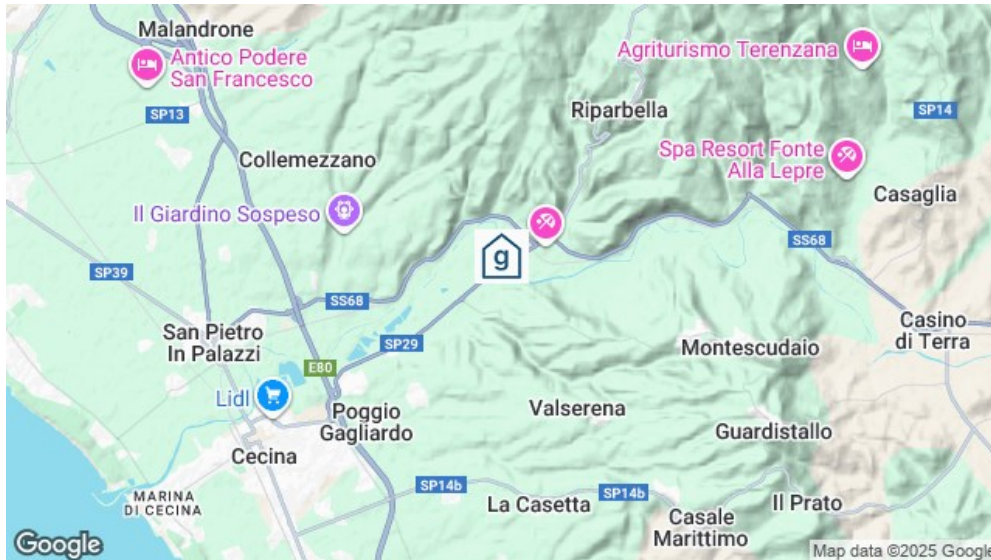 Malandrone
Antico Podere
San Francesco
Agriturismo Terenzana
SP13
Riparbella
SP14
Collemezzano
Spa Resort Fonte
Alla Lepre
Casaglia
Il Giardino Sospeso
g
SS68
SP39
SS68
San Pietro
In Palazzi
SP29
Casino
di Terra
Montescudaio
E80
Lidl
Poggio
Gagliardo
Valserena
Guardistallo
Cecina
MARINA
DI CECINA
SP14b
La Casetta
SP14b
Il Prato
Casale
Marittimo
Google
Map data ©2025 Google